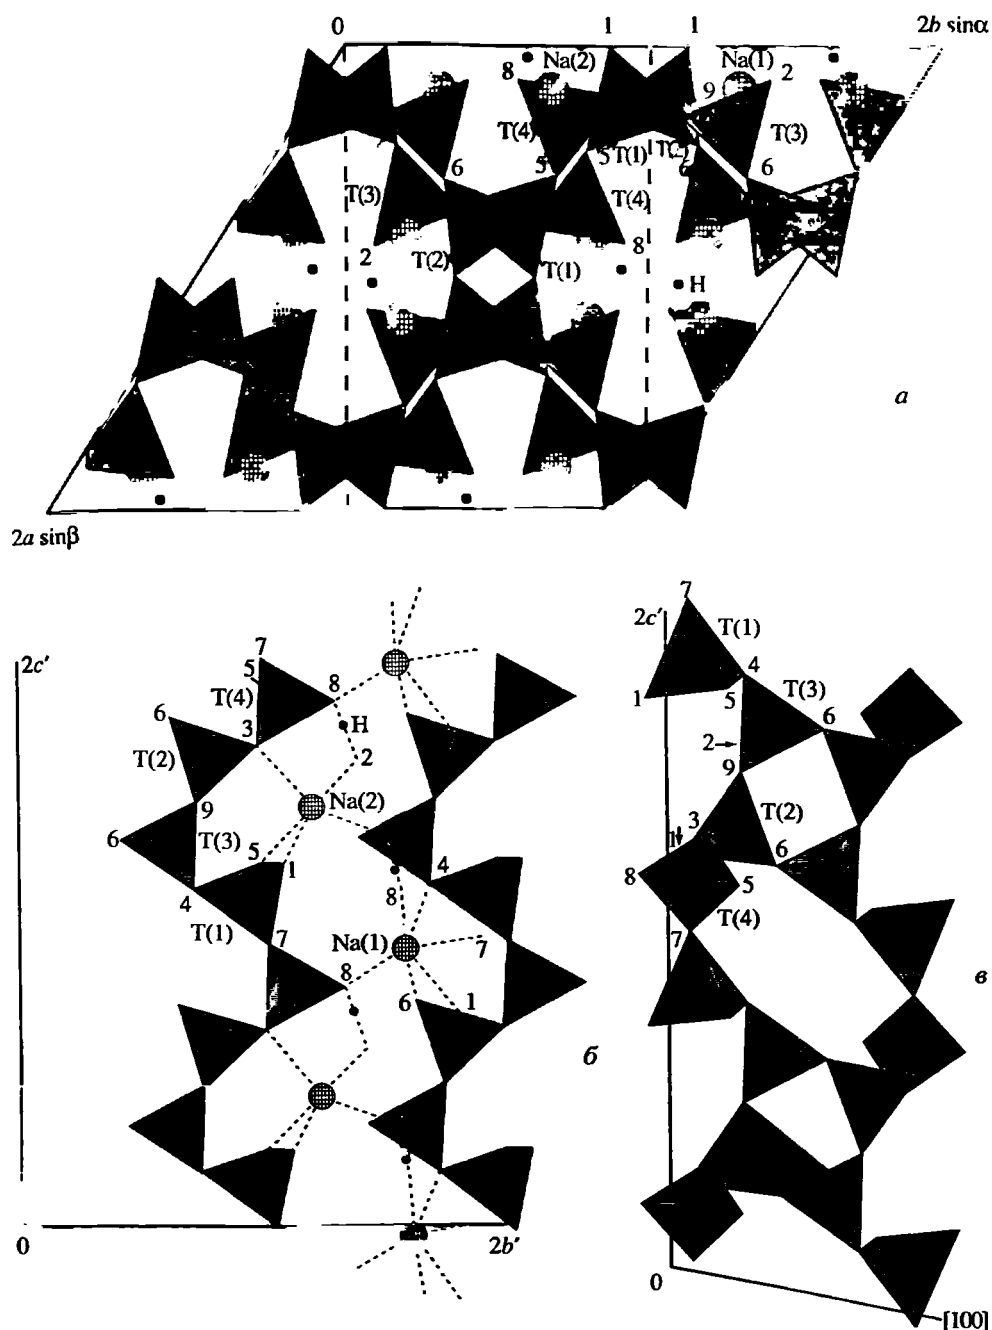 0 1 1 2b sinα
8 Na(2) Na(1) 2
9
T(4) T(3)
5 T(1)
6 5 6 6
T(3) T(4)
2 T(2) T(1) 8
H
а
2a sinβ
2c′
7
5 8
T(4)
6 H
3
T(2) 2
9 Na(2)
6 T(3)
5 1 4
4 8
T(1)
7 Na(1) 7
8
6 1
б
0 2b′
7
2c′ T(1)
4
1 5 T(3)
6
2
9
T(2)
3
1 6
8 5
T(4)
7
в
0
[100]